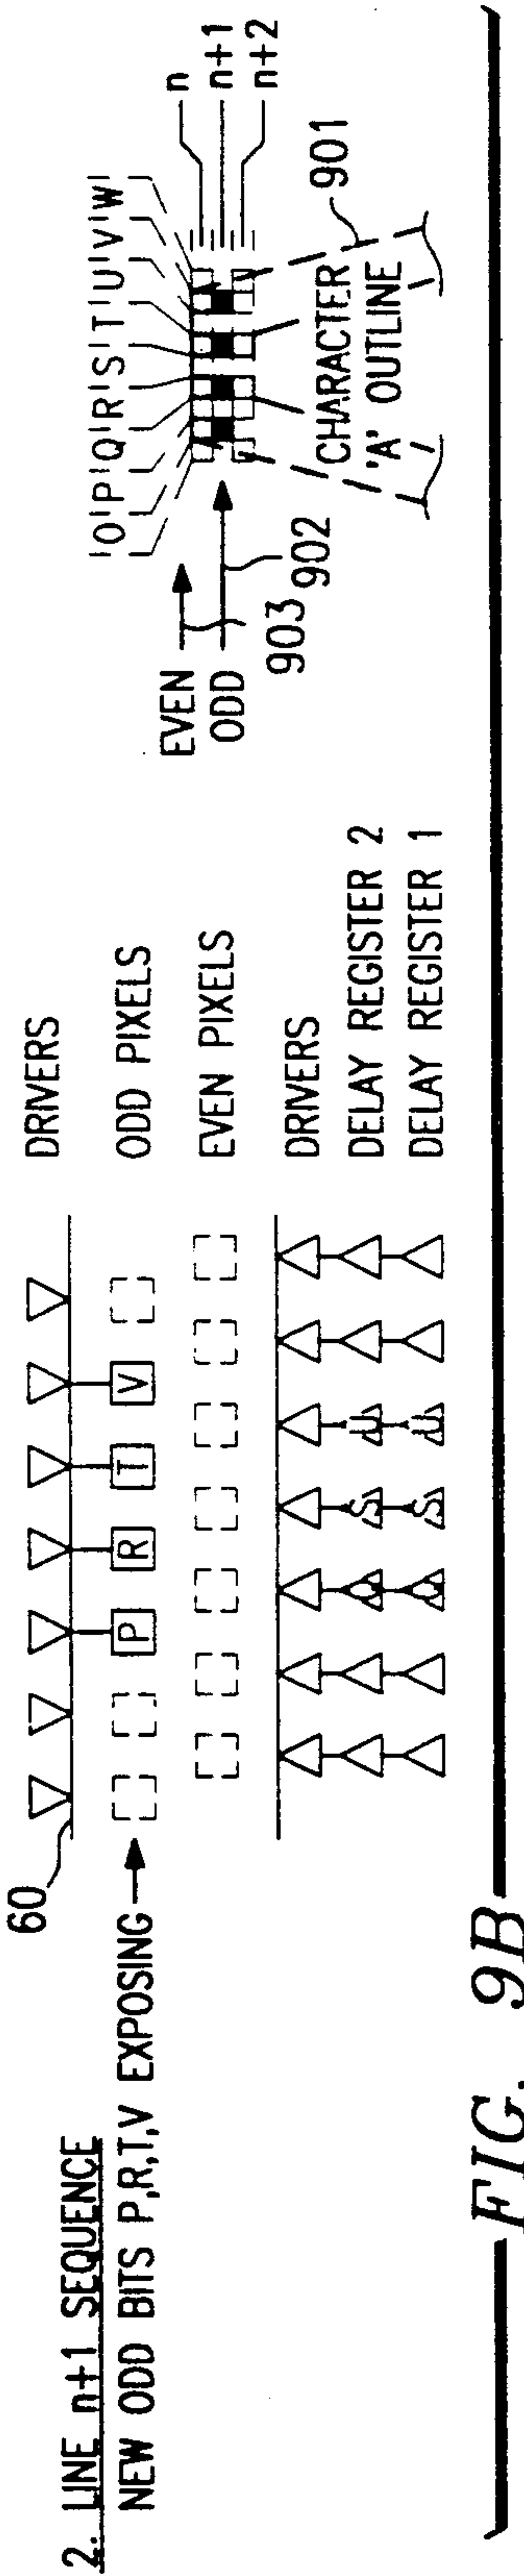 2. LINE n+1 SEQUENCE
NEW ODD BITS P,R,T,V EXPOSING
60
DRIVERS
P R T V
ODD PIXELS
EVEN PIXELS
DRIVERS
Q S U
DELAY REGISTER 2
Q S U
DELAY REGISTER 1
O P Q R S T U V W
EVEN
ODD
903
902
n
n+1
n+2
901
CHARACTER
'A' OUTLINE
FIG. 9B